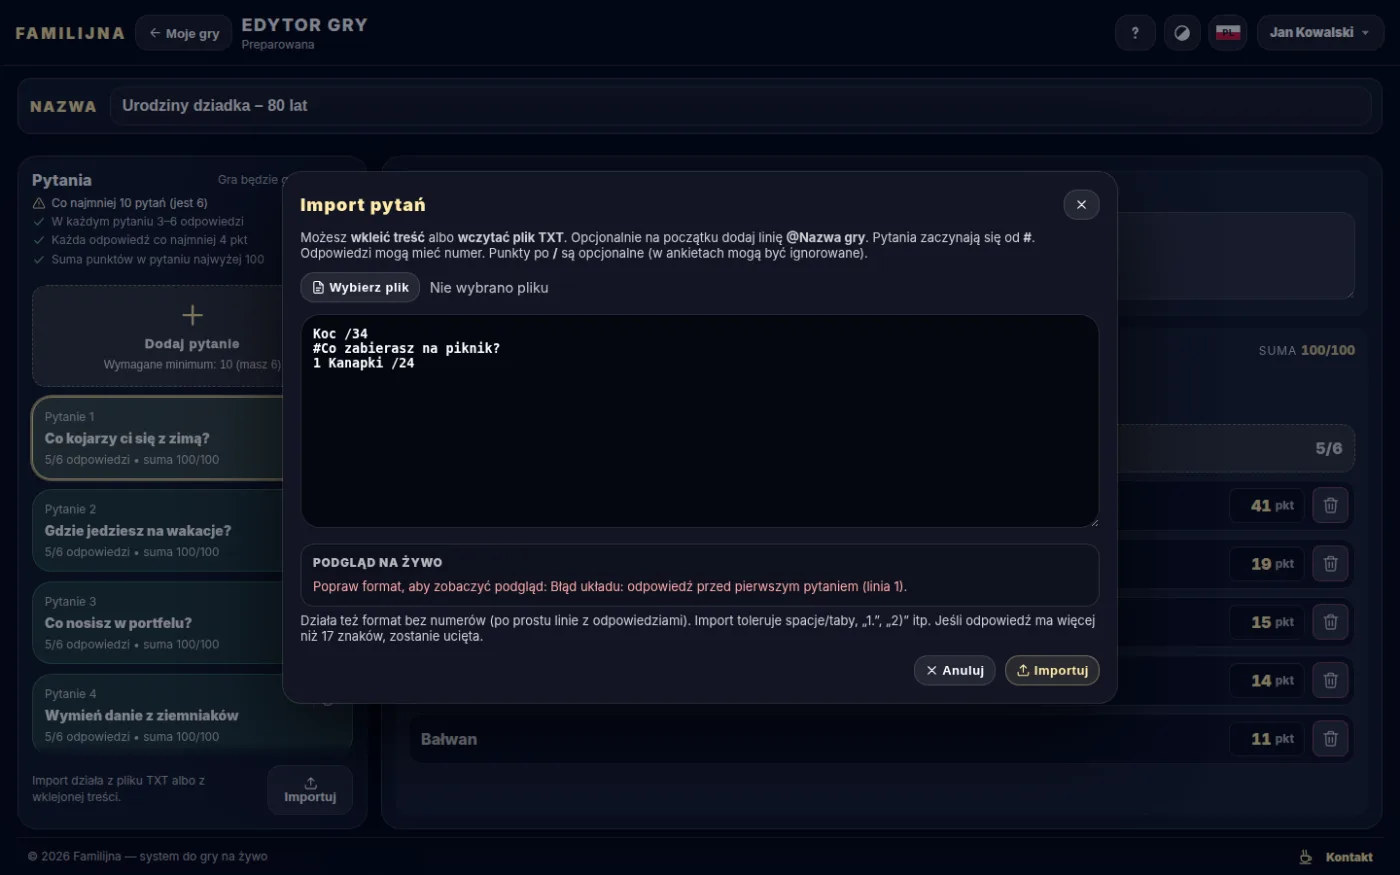 FAMILIJNA
← Moje gry
EDYTOR GRY
Preparowana
?
PL
Jan Kowalski
NAZWA
Urodziny dziadka – 80 lat
Pytania
Gra będzie
Co najmniej 10 pytań (jest 6)
W każdym pytaniu 3–6 odpowiedzi
Każda odpowiedź co najmniej 4 pkt
Suma punktów w pytaniu najwyżej 100
Dodaj pytanie
Wymagane minimum: 10 (masz 6)
Pytanie 1
Co kojarzy ci się z zimą?
5/6 odpowiedzi • suma 100/100
Pytanie 2
Gdzie jedziesz na wakacje?
5/6 odpowiedzi • suma 100/100
Pytanie 3
Co nosisz w portfelu?
5/6 odpowiedzi • suma 100/100
Pytanie 4
Wymień danie z ziemniaków
5/6 odpowiedzi • suma 100/100
Import działa z pliku TXT albo z
wklejonej treści.
Importuj
Import pytań
Możesz wkleić treść albo wczytać plik TXT. Opcjonalnie na początku dodaj linię @Nazwa gry. Pytania zaczynają się od #.
Odpowiedzi mogą mieć numer. Punkty po / są opcjonalne (w ankietach mogą być ignorowane).
Wybierz plik
Nie wybrano pliku
Koc /34
#Co zabierasz na piknik?
1 Kanapki /24
PODGLĄD NA ŻYWO
Popraw format, aby zobaczyć podgląd: Błąd układu: odpowiedź przed pierwszym pytaniem (linia 1).
Działa też format bez numerów (po prostu linie z odpowiedziami). Import toleruje spacje/taby, „1.”, „2)” itp. Jeśli odpowiedź ma więcej
niż 17 znaków, zostanie ucięta.
Anuluj
Importuj
SUMA 100/100
5/6
41 pkt
19 pkt
15 pkt
14 pkt
Bałwan
11 pkt
© 2026 Familijna — system do gry na żywo
Kontakt